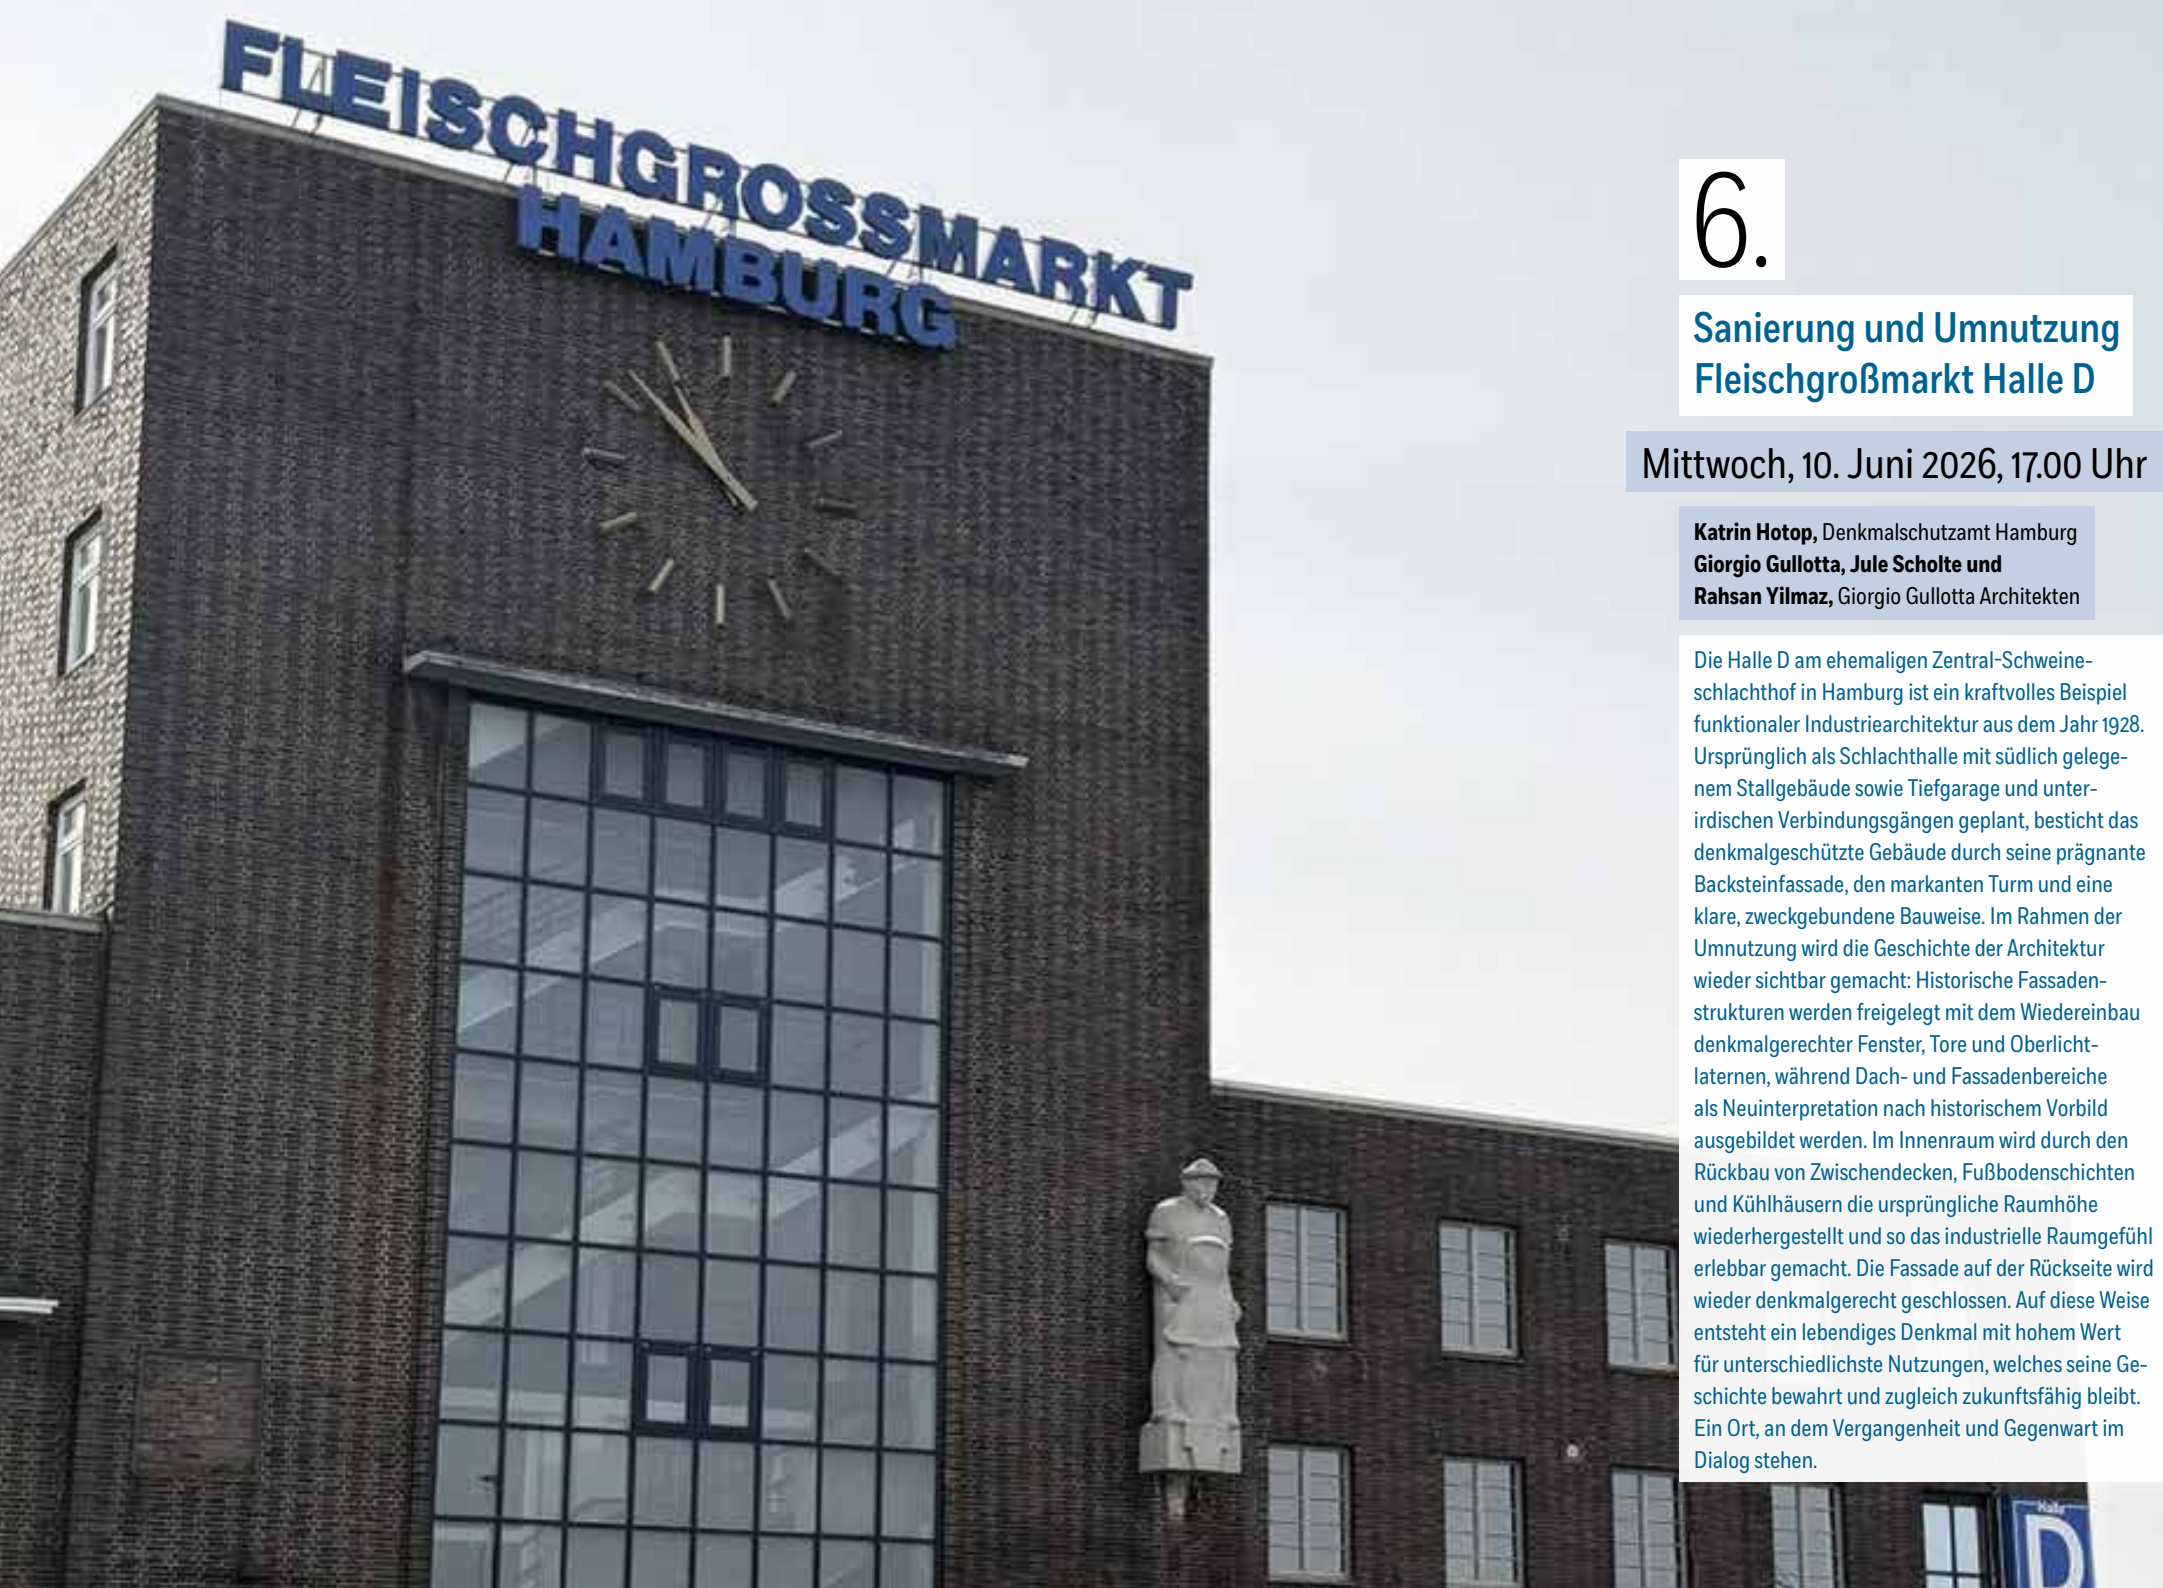 FLEISCHGROSSMARKT
HAMBURG
6.
Sanierung und Umnutzung
Fleischgroßmarkt Halle D
Mittwoch, 10. Juni 2026, 17.00 Uhr
Katrin Hotop, Denkmalschutzamt Hamburg
Giorgio Gullotta, Jule Scholte und
Rahsan Yilmaz, Giorgio Gullotta Architekten
Die Halle D am ehemaligen Zentral-Schweine-
schlachthof in Hamburg ist ein kraftvolles Beispiel
funktionaler Industriearchitektur aus dem Jahr 1928.
Ursprünglich als Schlachthalle mit südlich gelege-
nem Stallgebäude sowie Tiefgarage und unter-
irdischen Verbindungsgängen geplant, besticht das
denkmalgeschützte Gebäude durch seine prägnante
Backsteinfassade, den markanten Turm und eine
klare, zweckgebundene Bauweise. Im Rahmen der
Umnutzung wird die Geschichte der Architektur
wieder sichtbar gemacht: Historische Fassaden-
strukturen werden freigelegt mit dem Wiedereinbau
denkmalgerechter Fenster, Tore und Oberlicht-
laternen, während Dach- und Fassadenbereiche
als Neuinterpretation nach historischem Vorbild
ausgebildet werden. Im Innenraum wird durch den
Rückbau von Zwischendecken, Fußbodenschichten
und Kühlhäusern die ursprüngliche Raumhöhe
wiederhergestellt und so das industrielle Raumgefühl
erlebbar gemacht. Die Fassade auf der Rückseite wird
wieder denkmalgerecht geschlossen. Auf diese Weise
entsteht ein lebendiges Denkmal mit hohem Wert
für unterschiedlichste Nutzungen, welches seine Ge-
schichte bewahrt und zugleich zukunftsfähig bleibt.
Ein Ort, an dem Vergangenheit und Gegenwart im
Dialog stehen.
Halle
D